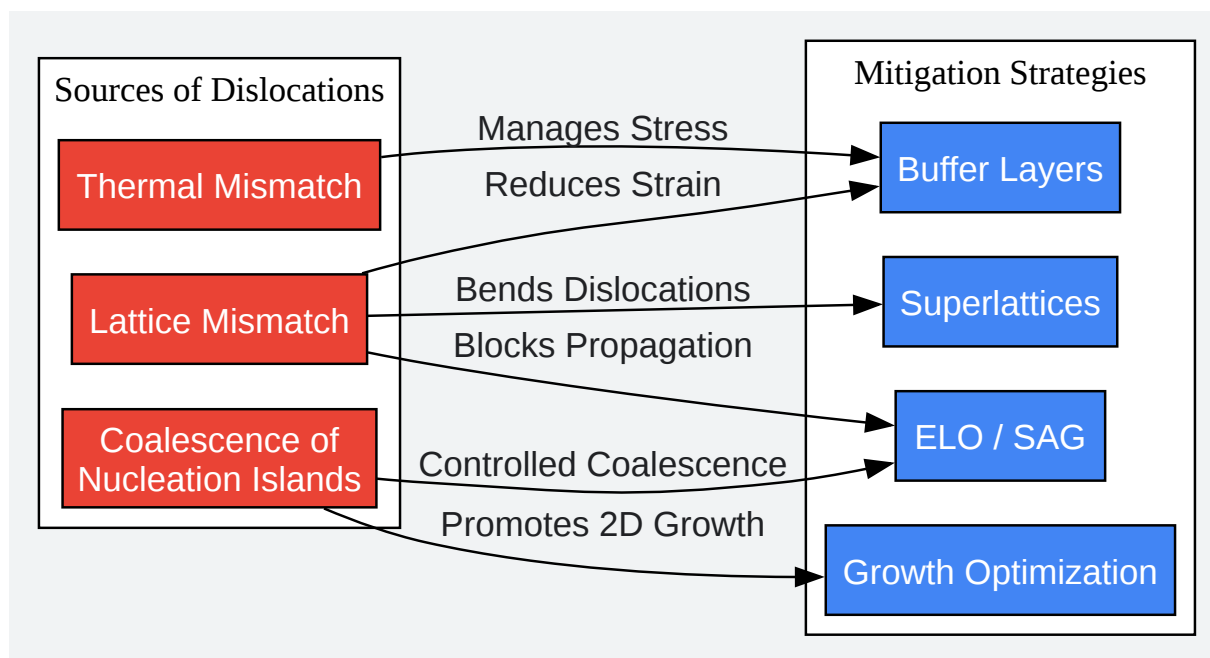 Sources of Dislocations
Thermal Mismatch
Lattice Mismatch
Coalescence of
Nucleation Islands
Manages Stress
Reduces Strain
Bends Dislocations
Blocks Propagation
Controlled Coalescence
Promotes 2D Growth
Mitigation Strategies
Buffer Layers
Superlattices
ELO / SAG
Growth Optimization